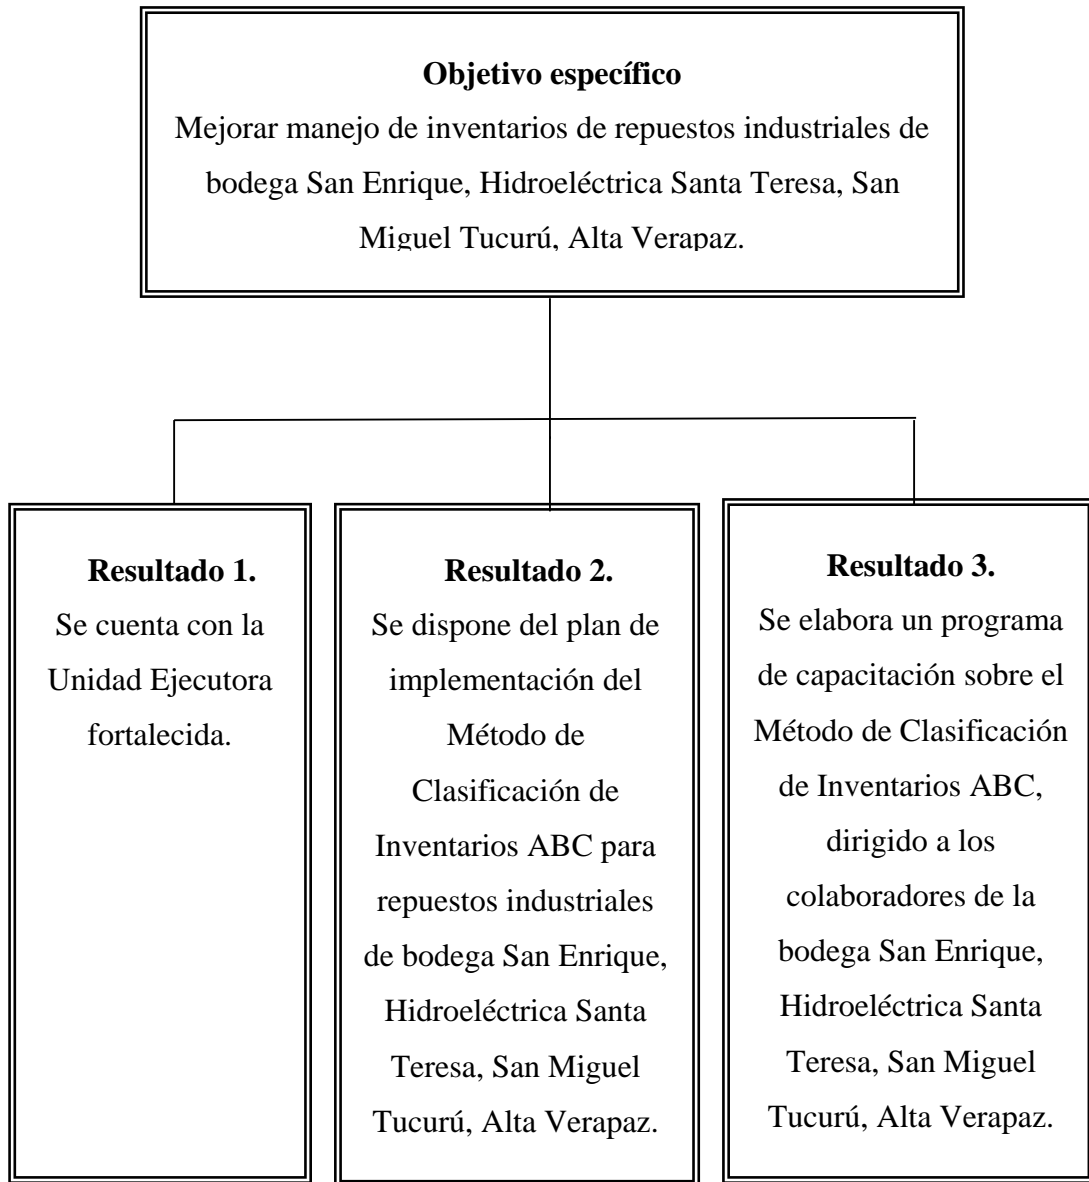 Objetivo específico
Mejorar manejo de inventarios de repuestos industriales de
bodega San Enrique, Hidroeléctrica Santa Teresa, San
Miguel Tucurú, Alta Verapaz.
Resultado 1.
Se cuenta con la
Unidad Ejecutora
fortalecida.
Resultado 2.
Se dispone del plan de
implementación del
Método de
Clasificación de
Inventarios ABC para
repuestos industriales
de bodega San Enrique,
Hidroeléctrica Santa
Teresa, San Miguel
Tucurú, Alta Verapaz.
Resultado 3.
Se elabora un programa
de capacitación sobre el
Método de Clasificación
de Inventarios ABC,
dirigido a los
colaboradores de la
bodega San Enrique,
Hidroeléctrica Santa
Teresa, San Miguel
Tucurú, Alta Verapaz.